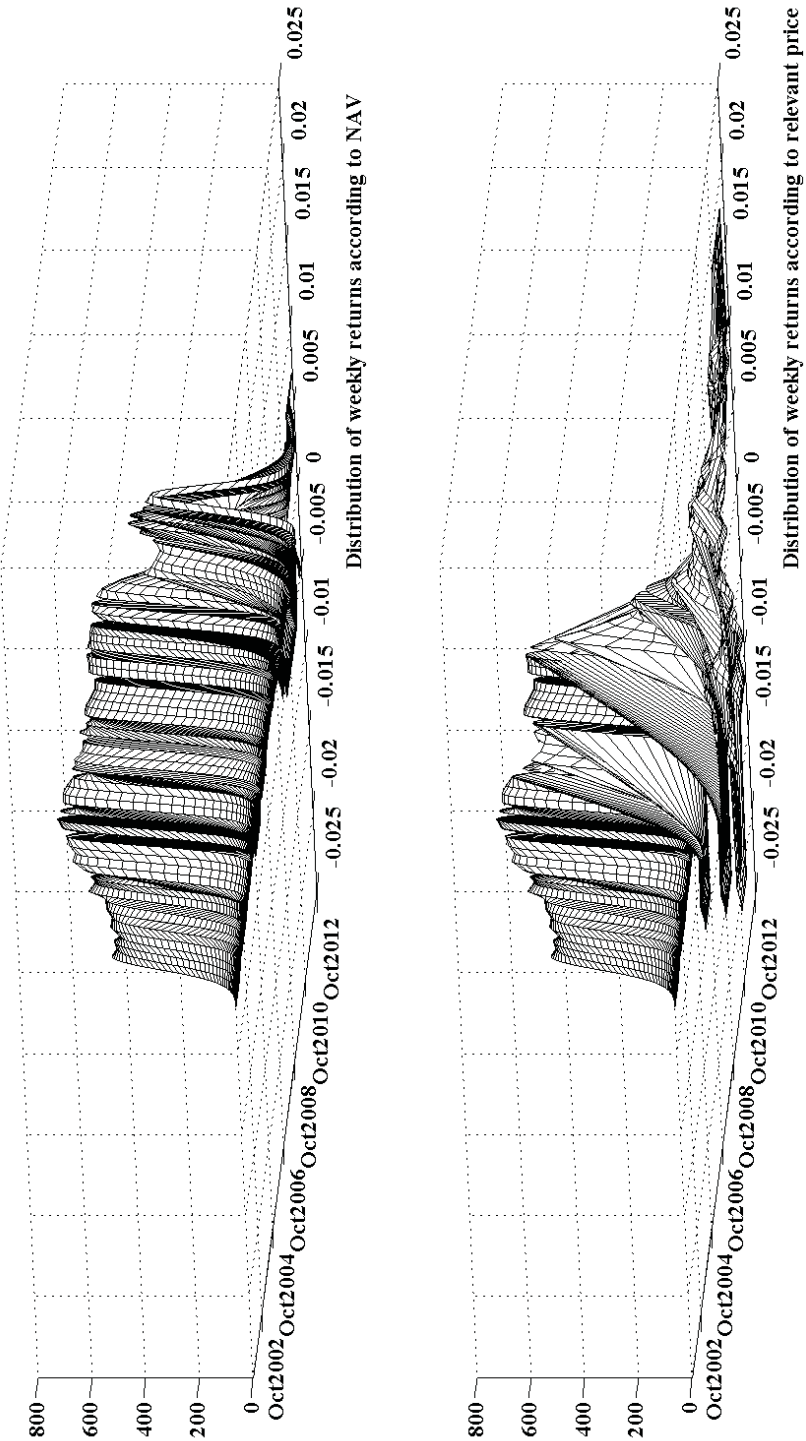 800
600
400
200
0
Oct2002
Oct2004
Oct2006
Oct2008
Oct2010
Oct2012
−0.025
−0.02
−0.015
−0.01
−0.005
0
0.005
0.01
0.015
0.02
0.025
Distribution of weekly returns according to NAV
800
600
400
200
0
Oct2002
Oct2004
Oct2006
Oct2008
Oct2010
Oct2012
−0.025
−0.02
−0.015
−0.01
−0.005
0
0.005
0.01
0.015
0.02
0.025
Distribution of weekly returns according to relevant price